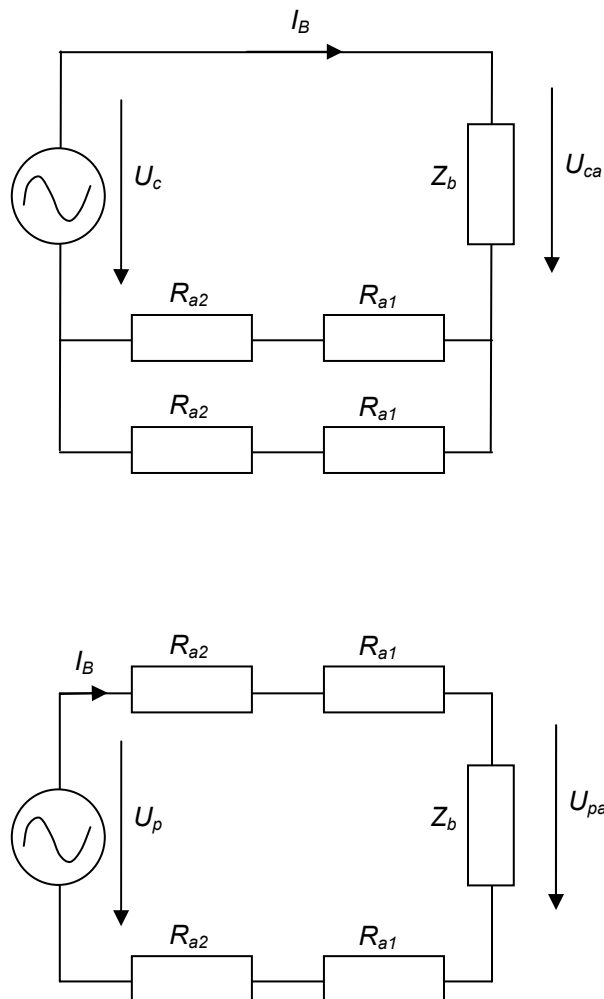 I_B
U_c
Z_b
U_ca
R_a2
R_a1
R_a2
R_a1
R_a2
R_a1
I_B
U_p
Z_b
U_pa
R_a2
R_a1